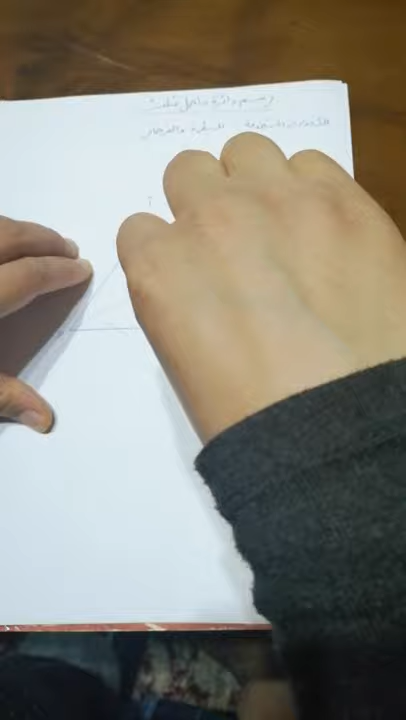 رسم دائرة داخل مثلث
الأدوات المستخدمة المسطرة والفرجار
أ